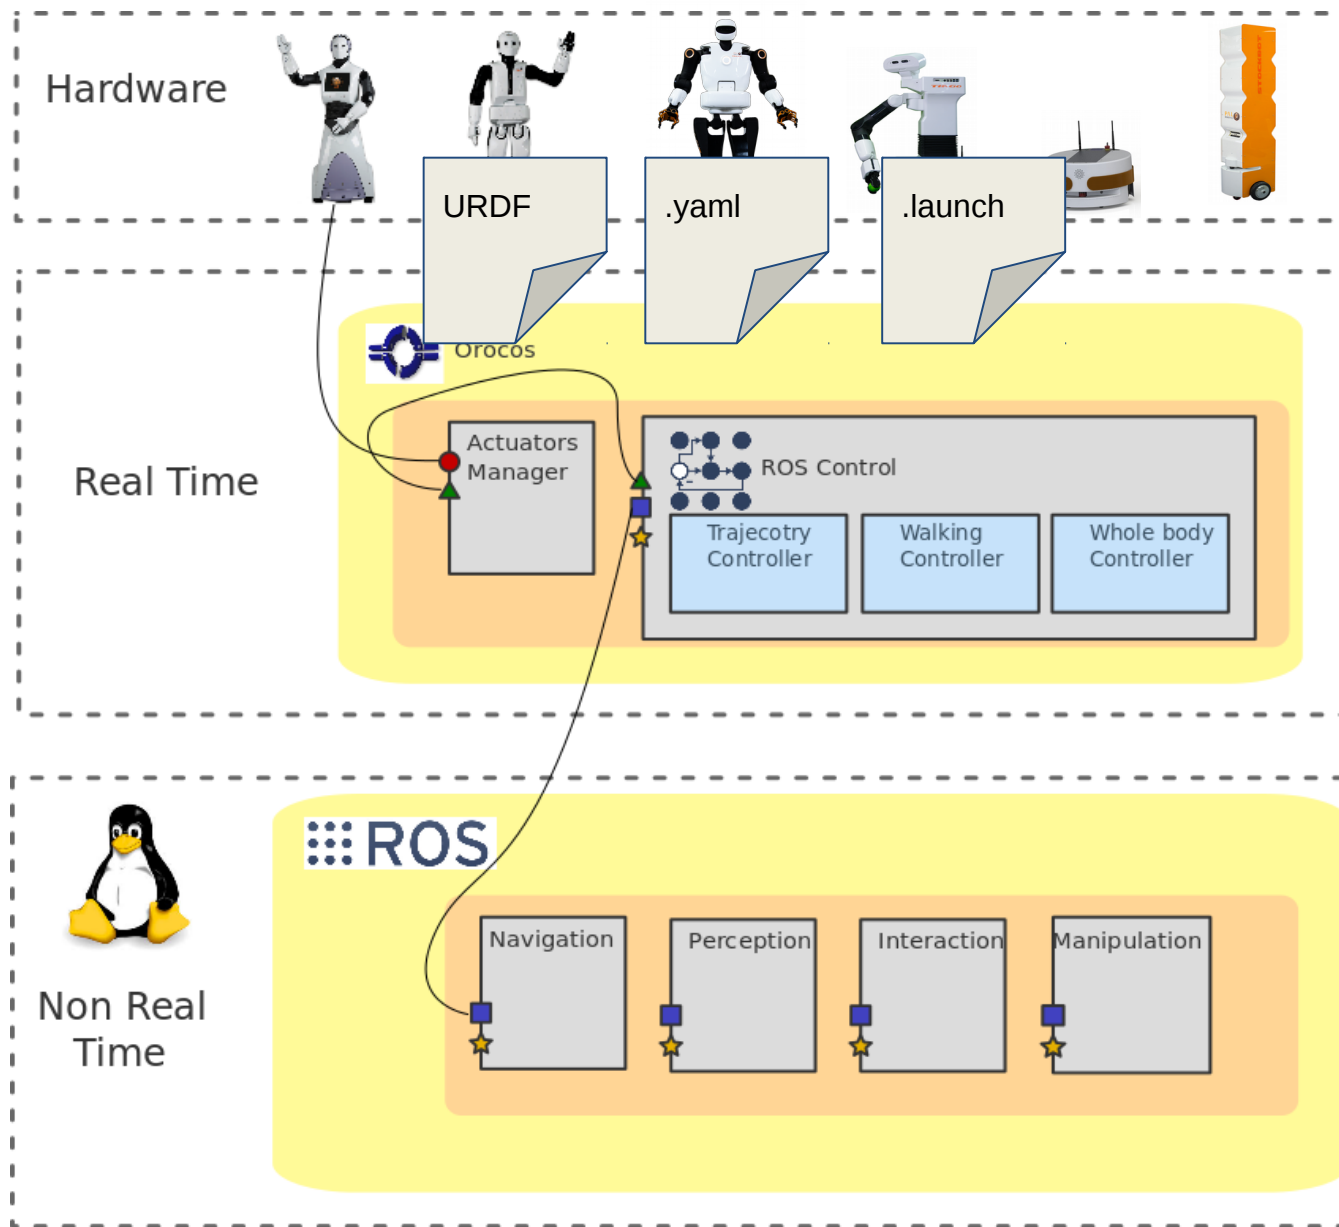 Hardware
URDF
.yaml
.launch
STOCKBOT
Orocos
Real Time
Actuators
Manager
ROS Control
Trajecotry
Controller
Walking
Controller
Whole body
Controller
ROS
Navigation
Perception
Interaction
Manipulation
Non Real
Time